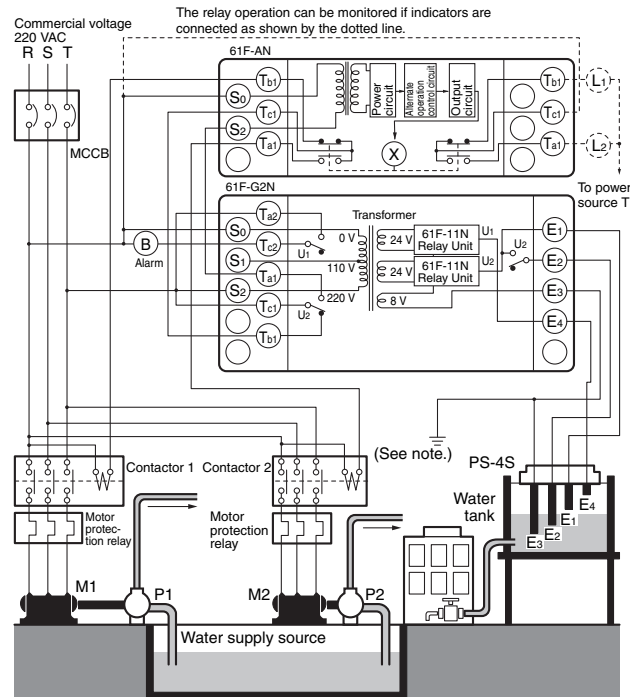 The relay operation can be monitored if indicators are
connected as shown by the dotted line.
Commercial voltage
220 VAC
R S T
MCCB
61F-AN
Tb1
S0
Tc1
S2
Ta1
Power circuit
Alternate operation control circuit
Output circuit
X
Tb1
Tc1
Ta1
L1
L2
To power
source T
61F-G2N
Ta2
S0
Tc2
S1
Ta1
S2
Tc1
Tb1
B
Alarm
U1
U2
Transformer
0 V
110 V
220 V
24 V
24 V
8 V
61F-11N
Relay Unit
U1
61F-11N
Relay Unit
U2
U2
E1
E2
E3
E4
(See note.)
PS-4S
Contactor 1
Contactor 2
Motor
protec-
tion relay
Motor
protection
relay
Water
tank
E4
E1
E2
E3
M1
P1
M2
P2
Water supply source